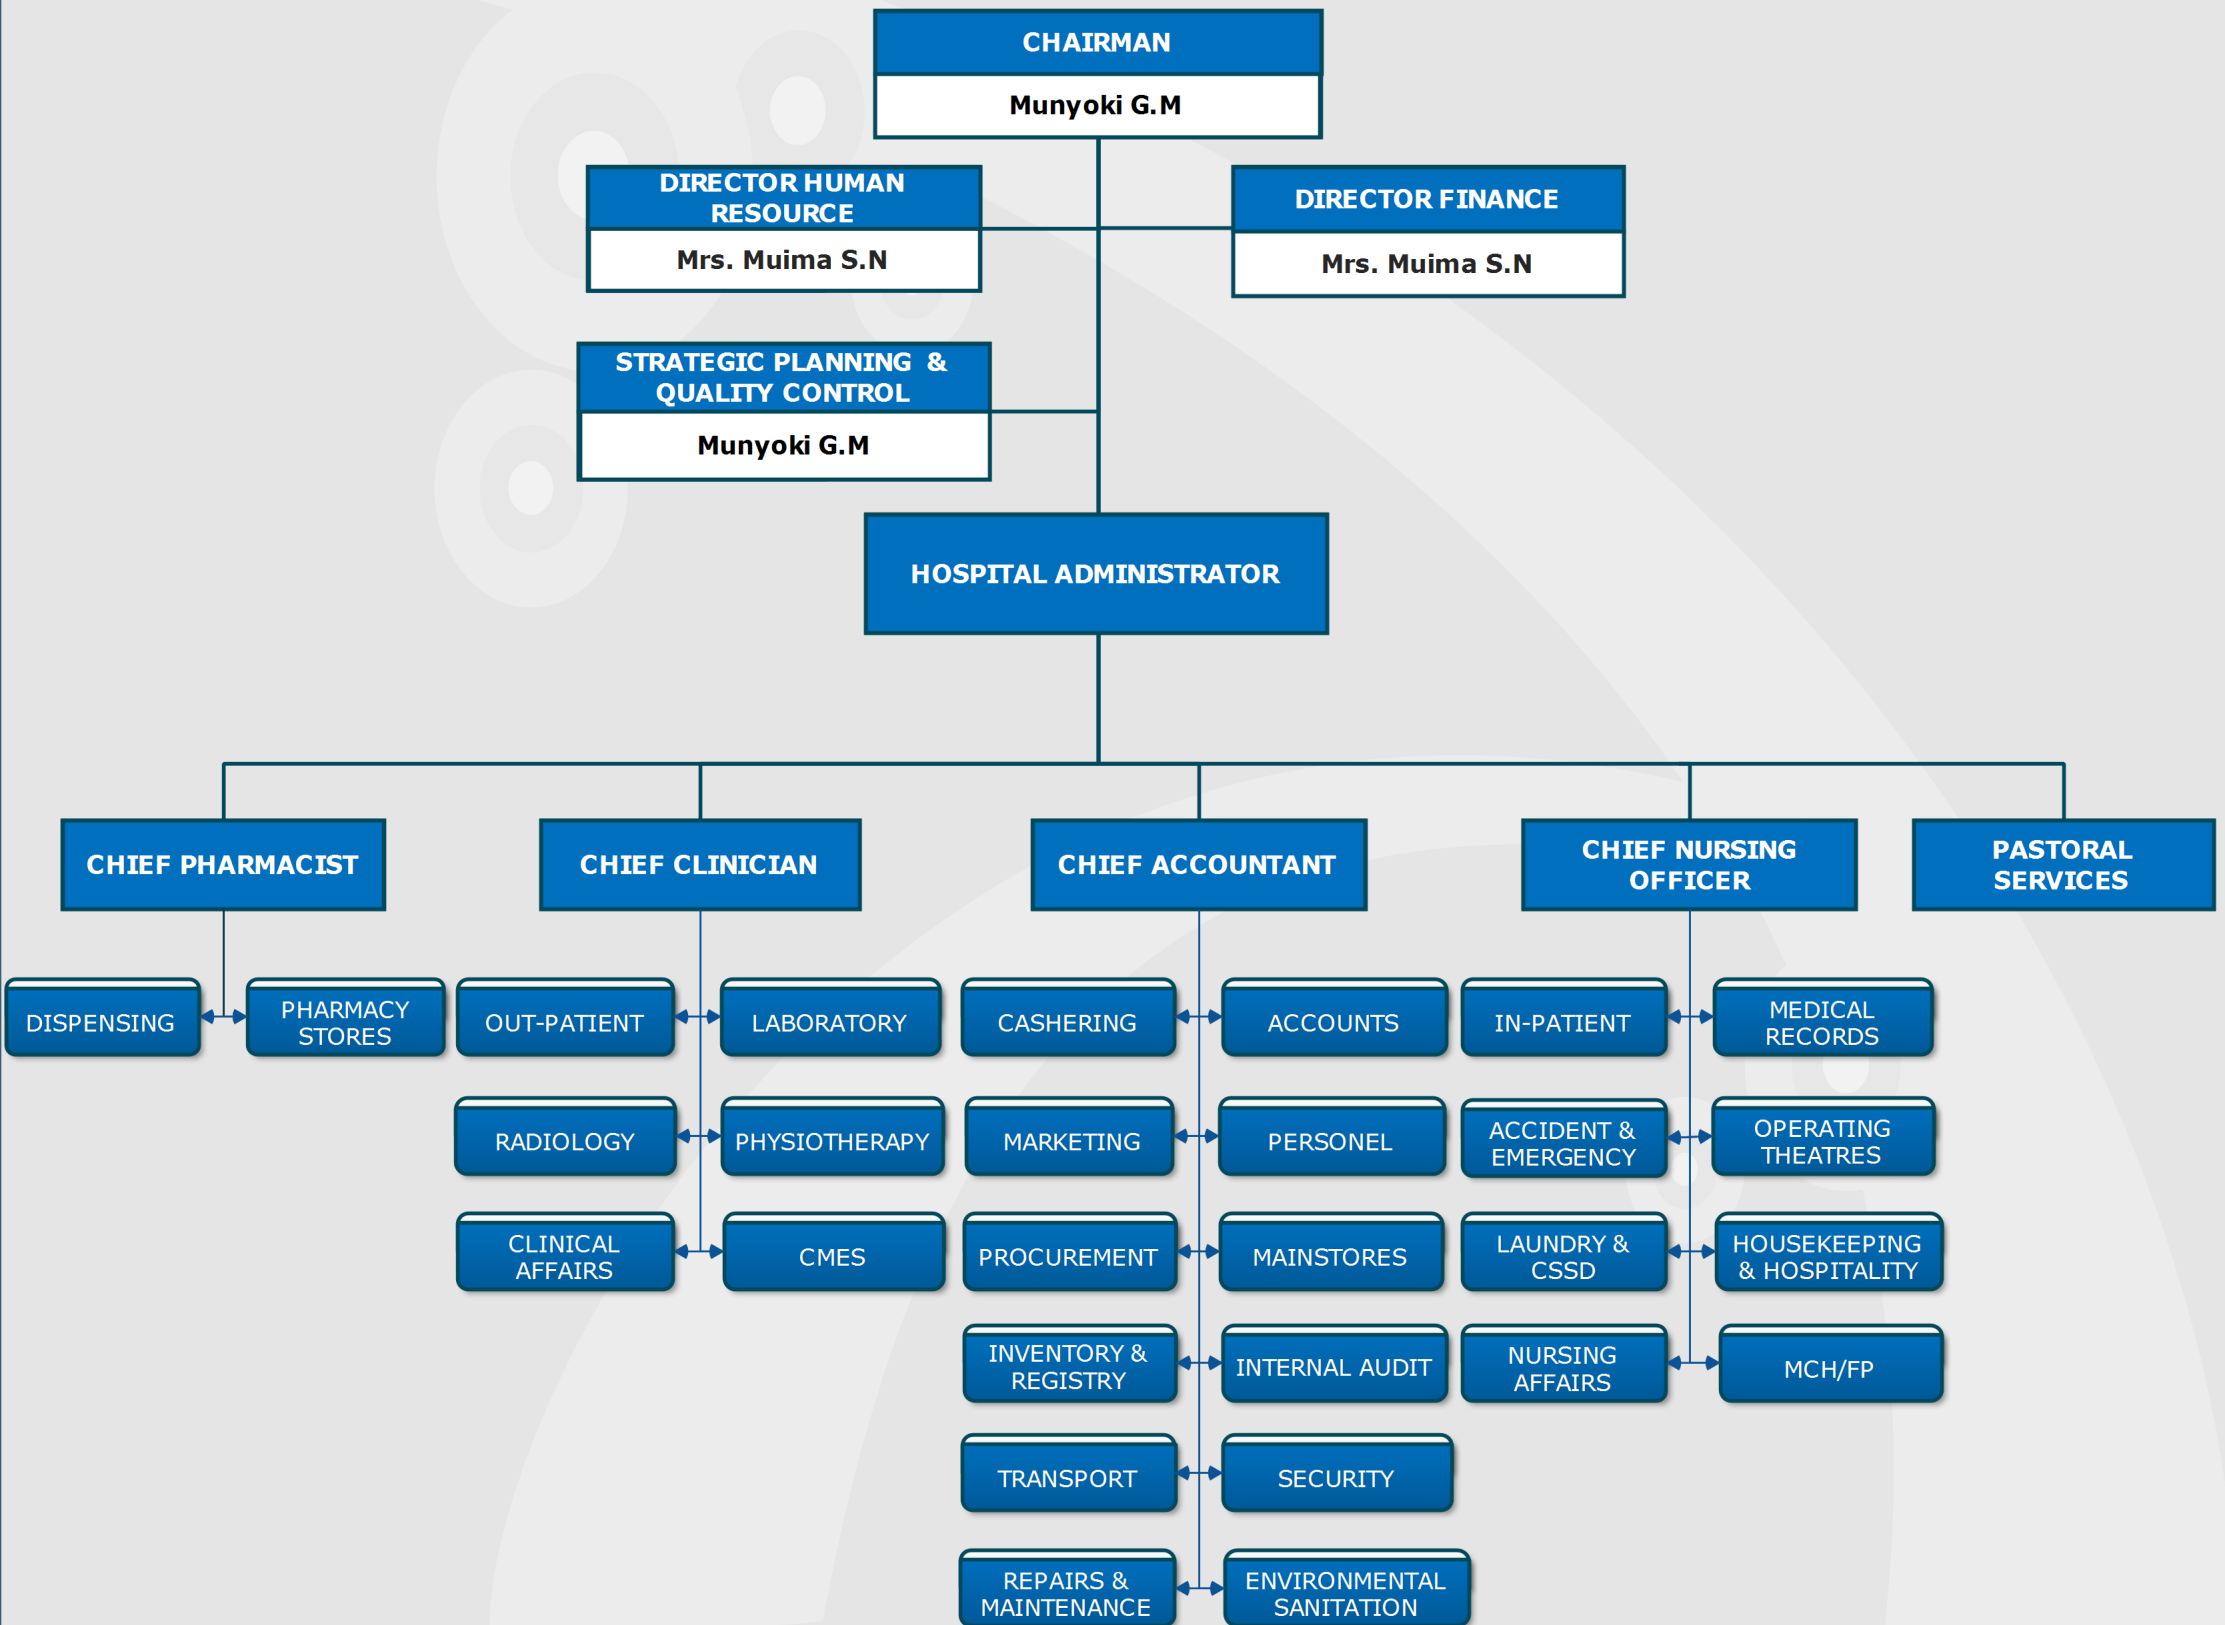 CHAIRMAN
Munyoki G.M
DIRECTOR HUMAN
RESOURCE
Mrs. Muima S.N
DIRECTOR FINANCE
Mrs. Muima S.N
STRATEGIC PLANNING &
QUALITY CONTROL
Munyoki G.M
HOSPITAL ADMINISTRATOR
CHIEF PHARMACIST
CHIEF CLINICIAN
CHIEF ACCOUNTANT
CHIEF NURSING
OFFICER
PASTORAL
SERVICES
DISPENSING
PHARMACY
STORES
OUT-PATIENT
LABORATORY
CASHERING
ACCOUNTS
IN-PATIENT
MEDICAL
RECORDS
RADIOLOGY
PHYSIOTHERAPY
MARKETING
PERSONEL
ACCIDENT &
EMERGENCY
OPERATING
THEATRES
CLINICAL
AFFAIRS
CMES
PROCUREMENT
MAINSTORES
LAUNDRY &
CSSD
HOUSEKEEPING
& HOSPITALITY
INVENTORY &
REGISTRY
INTERNAL AUDIT
NURSING
AFFAIRS
MCH/FP
TRANSPORT
SECURITY
REPAIRS &
MAINTENANCE
ENVIRONMENTAL
SANITATION